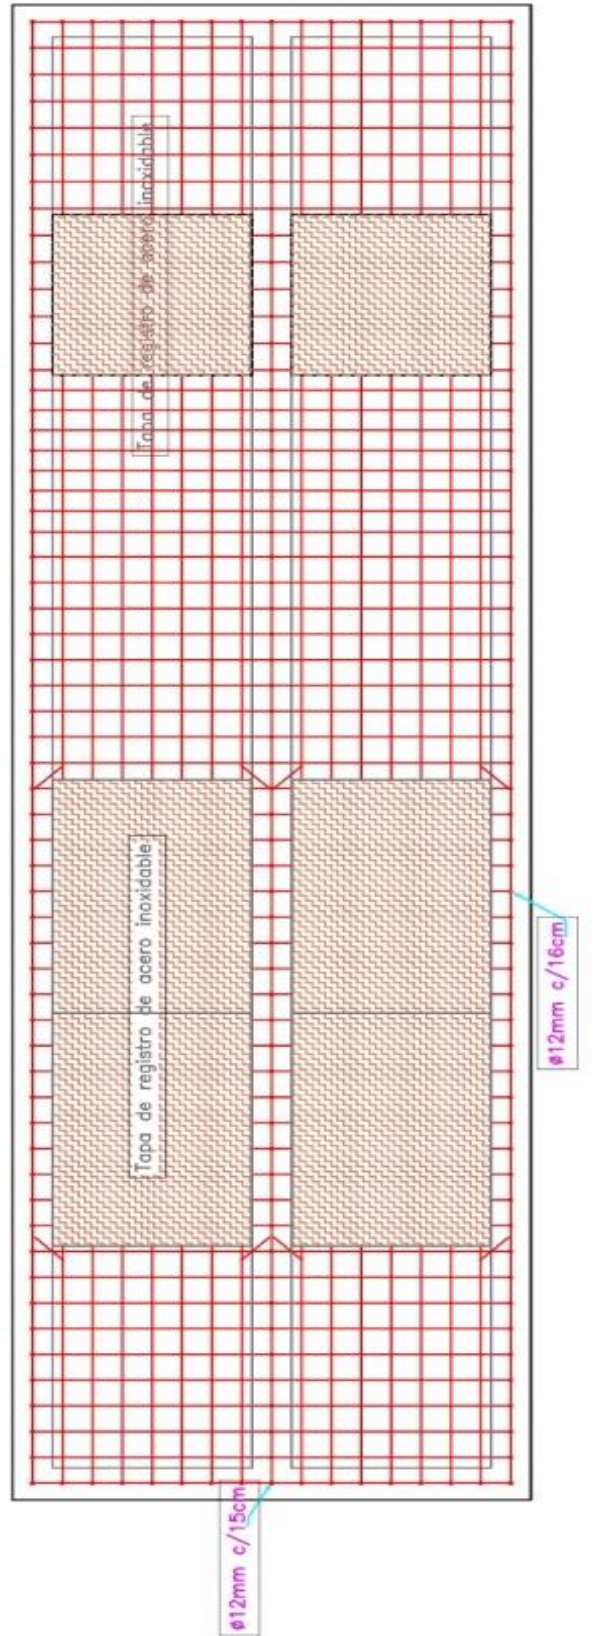 Tapa de registro de acero inoxidable
Tapa de registro de acero inoxidable
ø12mm c/16cm
ø12mm c/15cm